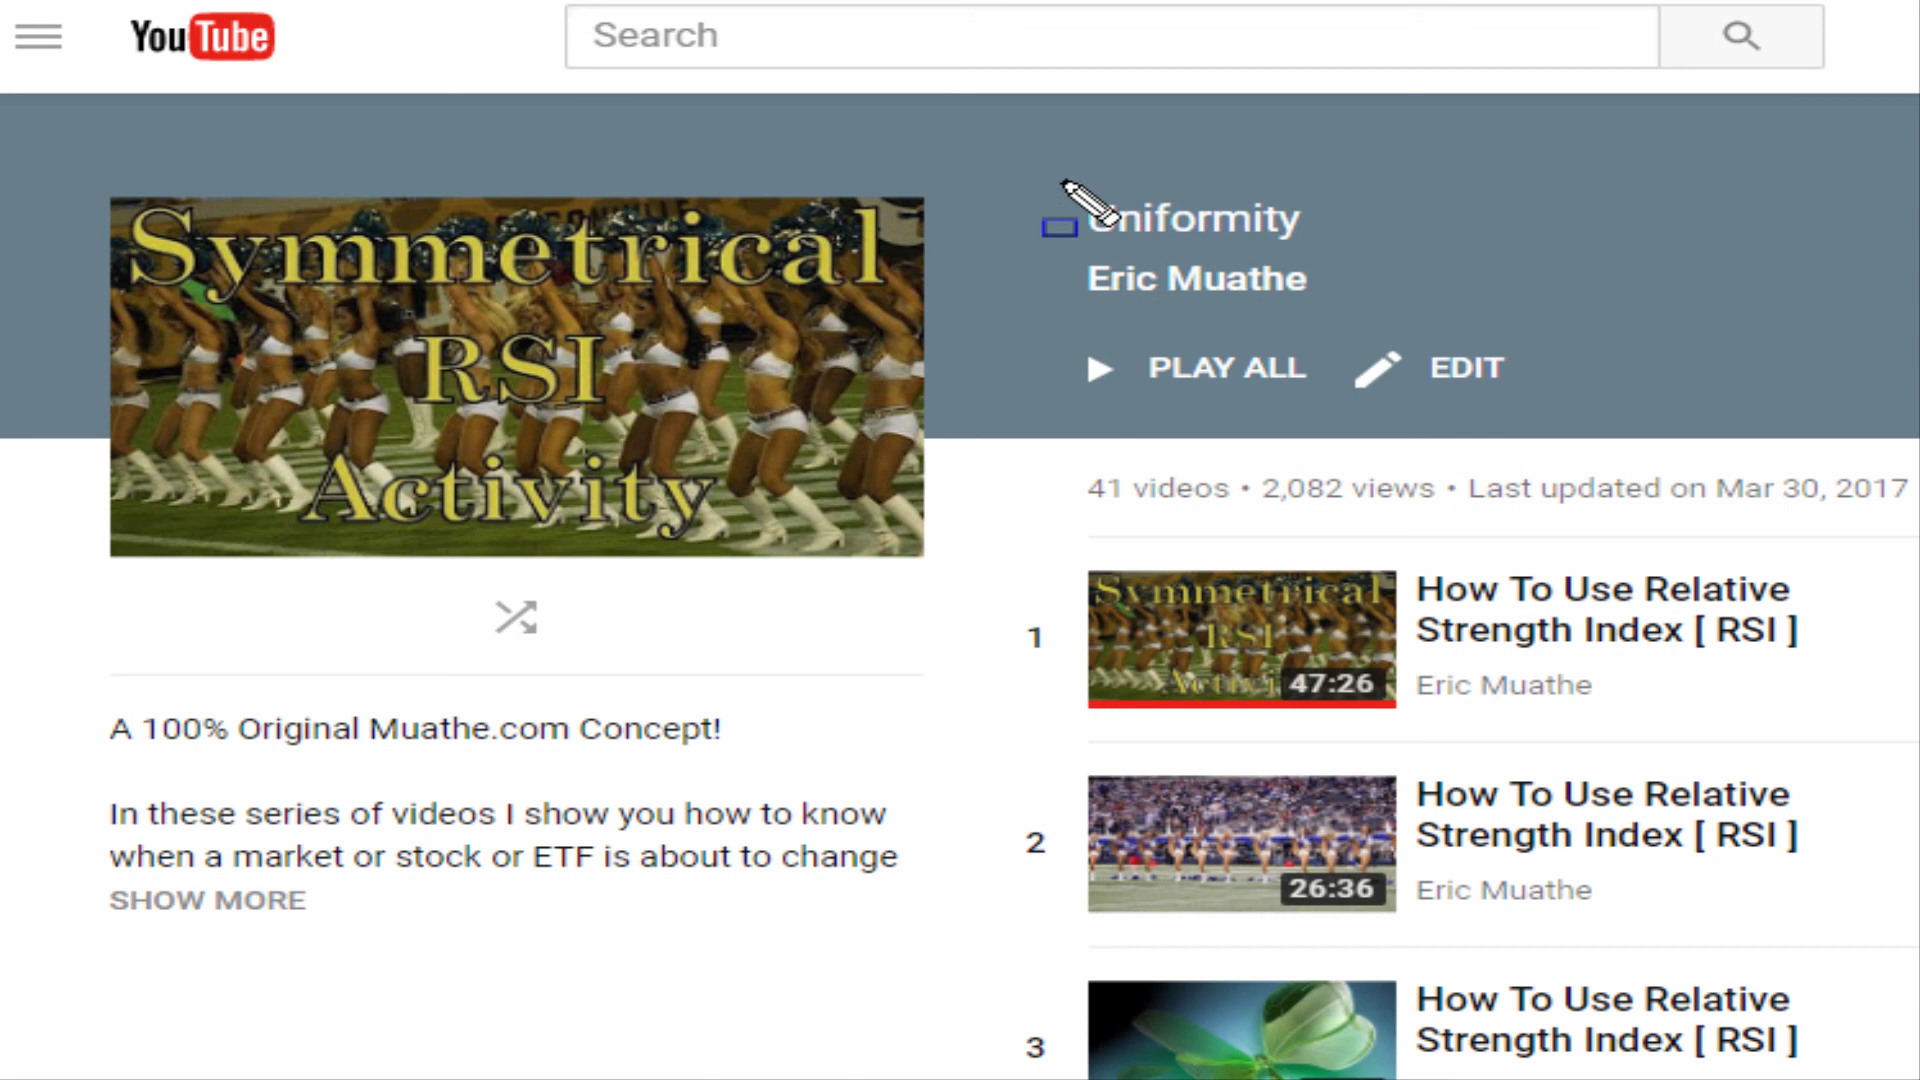 YouTube
Search
Symmetrical
RSI
Activity
Uniformity
Eric Muathe
PLAY ALL
EDIT
41 videos • 2,082 views • Last updated on Mar 30, 2017
A 100% Original Muathe.com Concept!
In these series of videos I show you how to know
when a market or stock or ETF is about to change
SHOW MORE
1
Symmetrical
RSI
Activi
47:26
How To Use Relative
Strength Index [ RSI ]
Eric Muathe
2
26:36
How To Use Relative
Strength Index [ RSI ]
Eric Muathe
3
How To Use Relative
Strength Index [ RSI ]